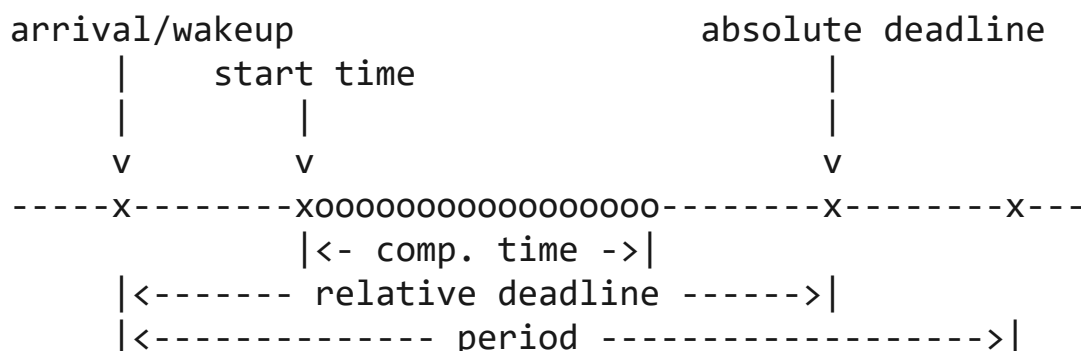 arrival/wakeup                    absolute deadline
     |    start time                    |
     |        |                         |
     v        v                         v
-----x--------xooooooooooooooooo--------x--------x---
              |<- comp. time ->|
     |<------- relative deadline ------>|
     |<-------------- period ------------------->|